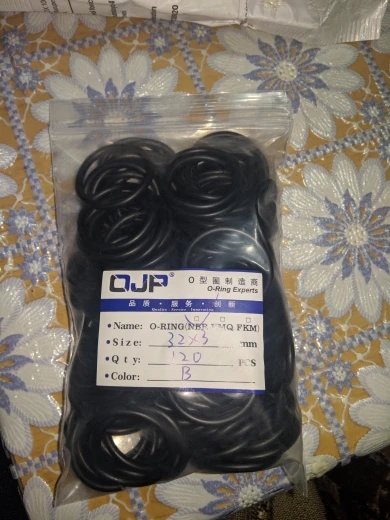 OJP® O型圈制造商
O-Ring Experts
品质·服务·创新
Quality · Service · Innovation
•Name: O-RING(NBR VMQ FKM)
•Size: 32x3 mm
•Qty: 120 PCS
•Color: B